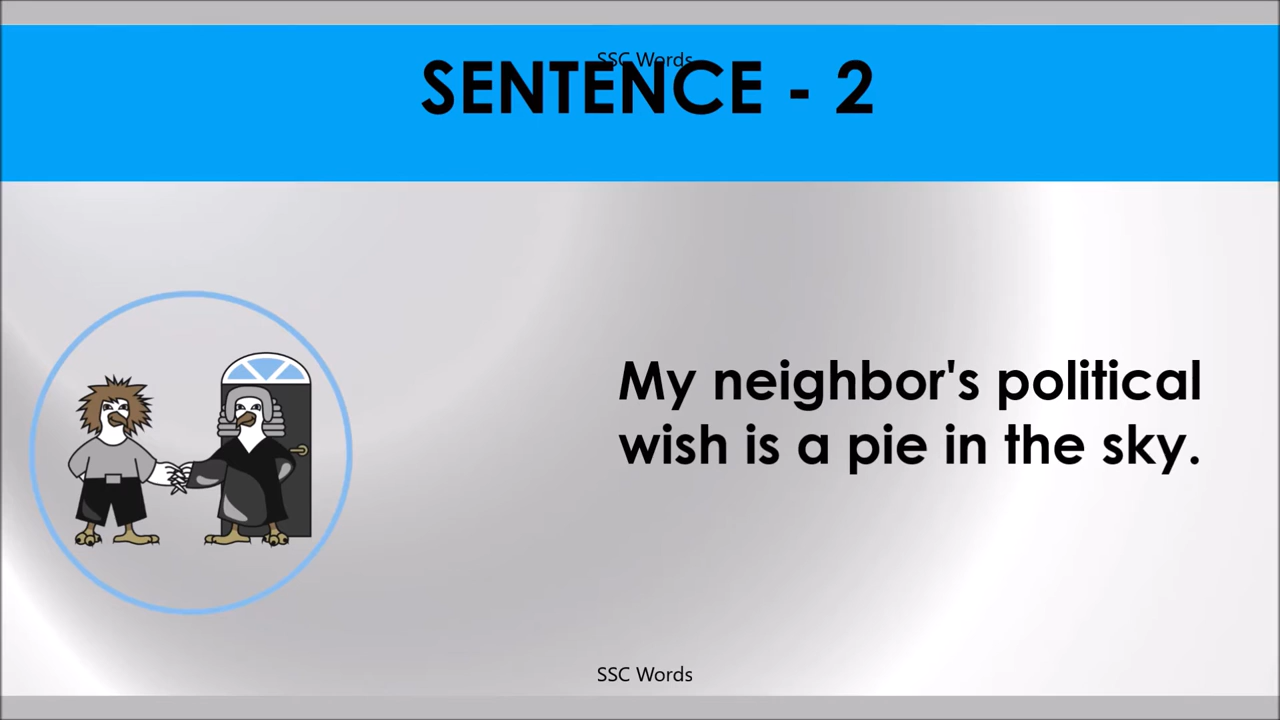 SSC Words
SENTENCE - 2
My neighbor's political
wish is a pie in the sky.
SSC Words